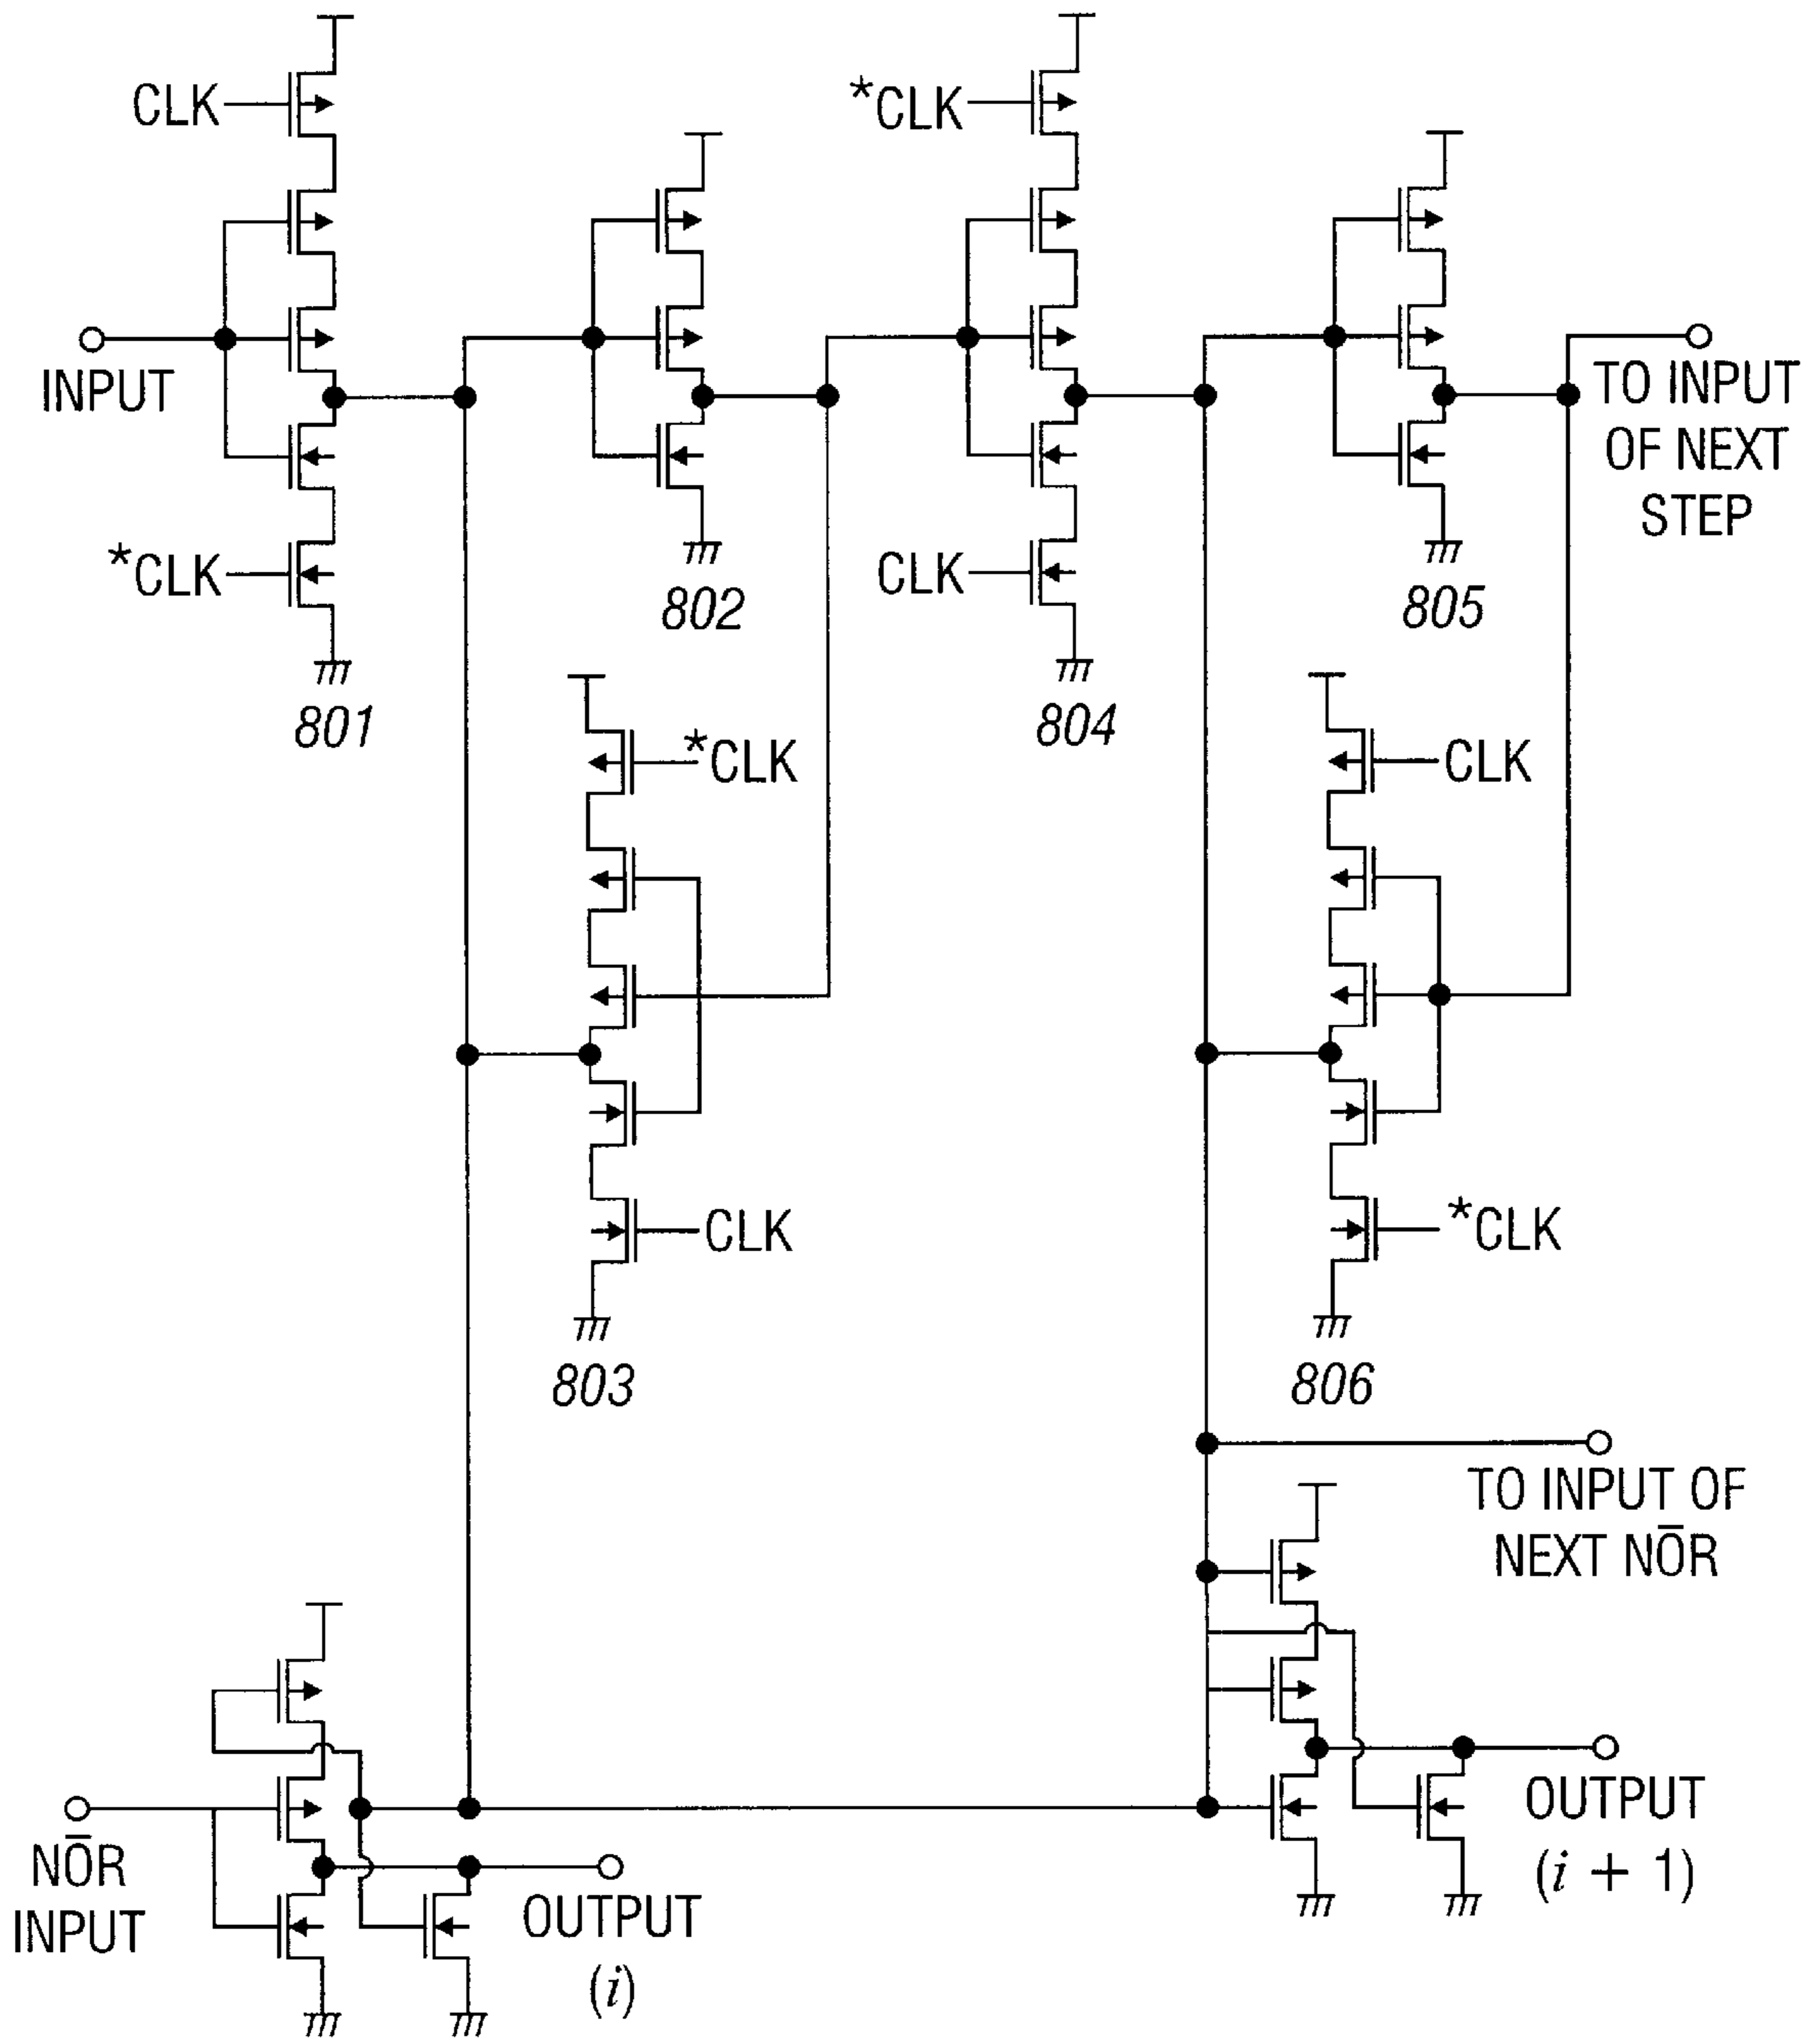 CLK
*CLK
INPUT
TO INPUT
OF NEXT
STEP
*CLK
CLK
802
805
801
804
*CLK
CLK
CLK
*CLK
803
806
TO INPUT OF
NEXT NŌR
NŌR
INPUT
OUTPUT
(i)
OUTPUT
(i + 1)